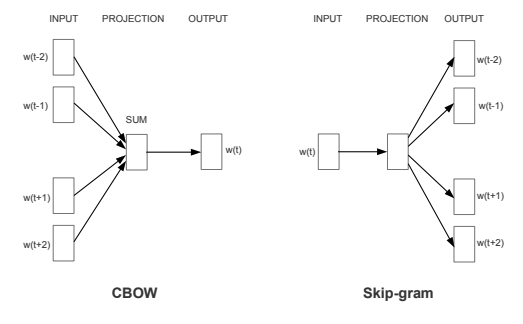 INPUT PROJECTION OUTPUT
w(t-2)
w(t-1)
SUM
w(t)
w(t+1)
w(t+2)
CBOW
INPUT PROJECTION OUTPUT
w(t-2)
w(t-1)
w(t)
w(t+1)
w(t+2)
Skip-gram